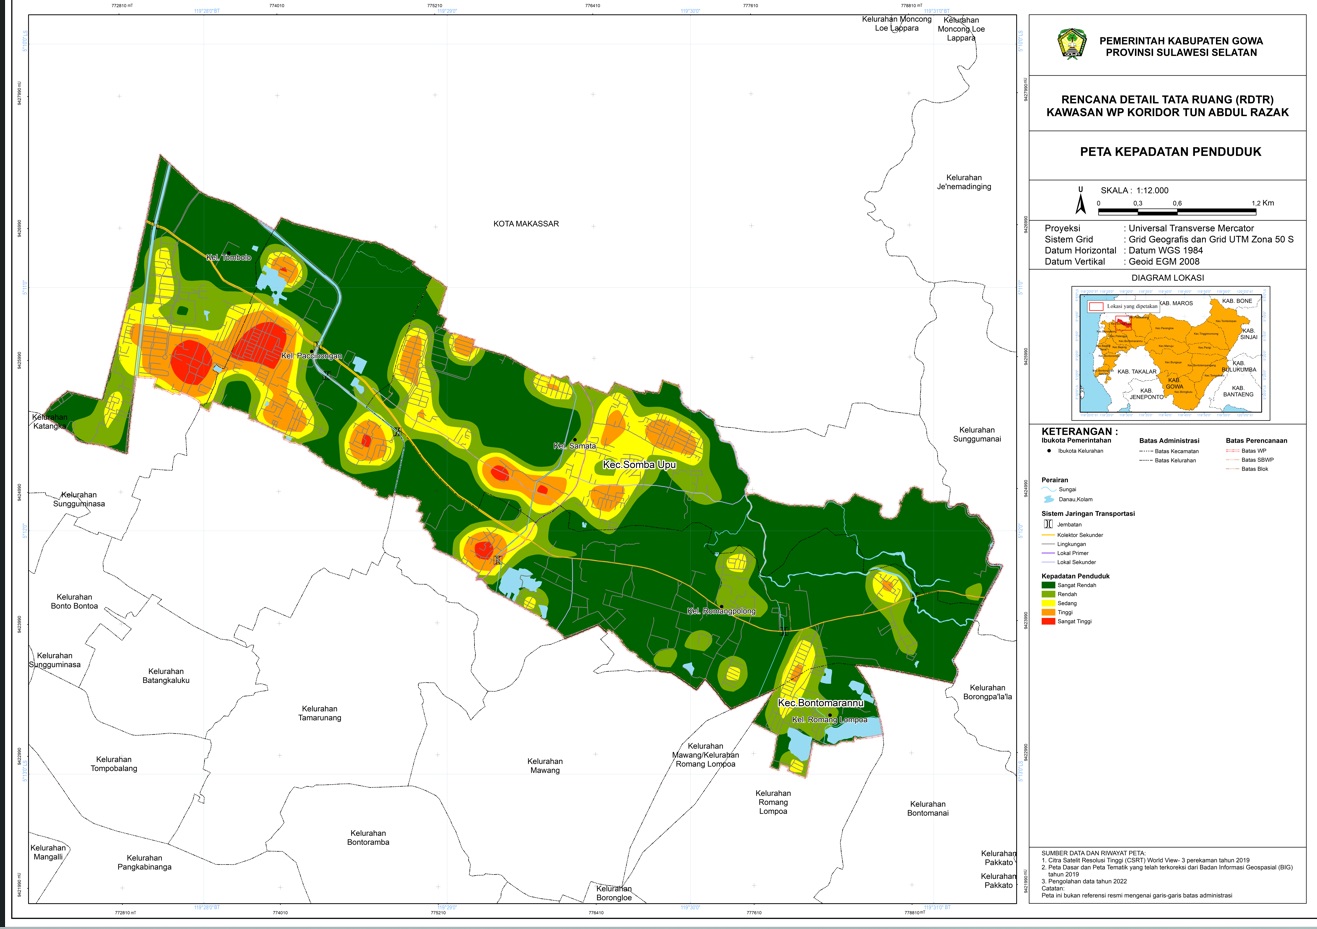 PEMERINTAH KABUPATEN GOWA
PROVINSI SULAWESI SELATAN
RENCANA DETAIL TATA RUANG (RDTR)
KAWASAN WP KORIDOR TUN ABDUL RAZAK
PETA KEPADATAN PENDUDUK
U
SKALA : 1:12.000
0 0,3 0,6 1,2 Km
Proyeksi : Universal Transverse Mercator
Sistem Grid : Grid Geografis dan Grid UTM Zona 50 S
Datum Horizontal : Datum WGS 1984
Datum Vertikal : Geoid EGM 2008
DIAGRAM LOKASI
Lokasi yang dipetakan
KAB. MAROS
KAB. BONE
KAB.
SINJAI
KAB. TAKALAR
KAB.
BULUKUMBA
KAB.
GOWA
KAB.
JENEPONTO
KAB.
BANTAENG
KETERANGAN :
Ibukota Pemerintahan
Ibukota Kelurahan
Batas Administrasi
Batas Kecamatan
Batas Kelurahan
Batas Perencanaan
Batas WP
Batas SBWP
Batas Blok
Perairan
Sungai
Danau,Kolam
Sistem Jaringan Transportasi
Jembatan
Kolektor Sekunder
Lingkungan
Lokal Primer
Lokal Sekunder
Kepadatan Penduduk
Sangat Rendah
Rendah
Sedang
Tinggi
Sangat Tinggi
SUMBER DATA DAN RIWAYAT PETA:
1. Citra Satelit Resolusi Tinggi (CSRT) World View- 3 perekaman tahun 2019
2. Peta Dasar dan Peta Tematik yang telah terkoreksi dari Badan Informasi Geospasial (BIG)
tahun 2019
3. Pengolahan data tahun 2022
Catatan:
Peta ini bukan referensi resmi mengenai garis-garis batas administrasi
Kelurahan Moncong
Loe Lappara
Kelurahan
Moncong Loe
Lappara
Kelurahan
Je'nemadinging
KOTA MAKASSAR
Kel. Tombolo
Kel. Paccinongan
Kelurahan
Katangka
Kelurahan
Sunggumanai
Kel. Samata
Kec.Somba Upu
Kelurahan
Sungguminasa
Kelurahan
Bonto Bontoa
Kel. Romangpolong
Kelurahan
Sungguminasa
Kelurahan
Batangkaluku
Kelurahan
Borongpa'la'la
Kec.Bontomarannu
Kel. Romang Lompoa
Kelurahan
Tamarunang
Kelurahan
Mawang/Kelurahan
Romang Lompoa
Kelurahan
Tompobalang
Kelurahan
Mawang
Kelurahan
Romang
Lompoa
Kelurahan
Bontomanai
Kelurahan
Bontoramba
Kelurahan
Mangalli
Kelurahan
Pangkabinanga
Kelurahan
Pakkato
Kelurahan
Pakkato
Kelurahan
Borongloe